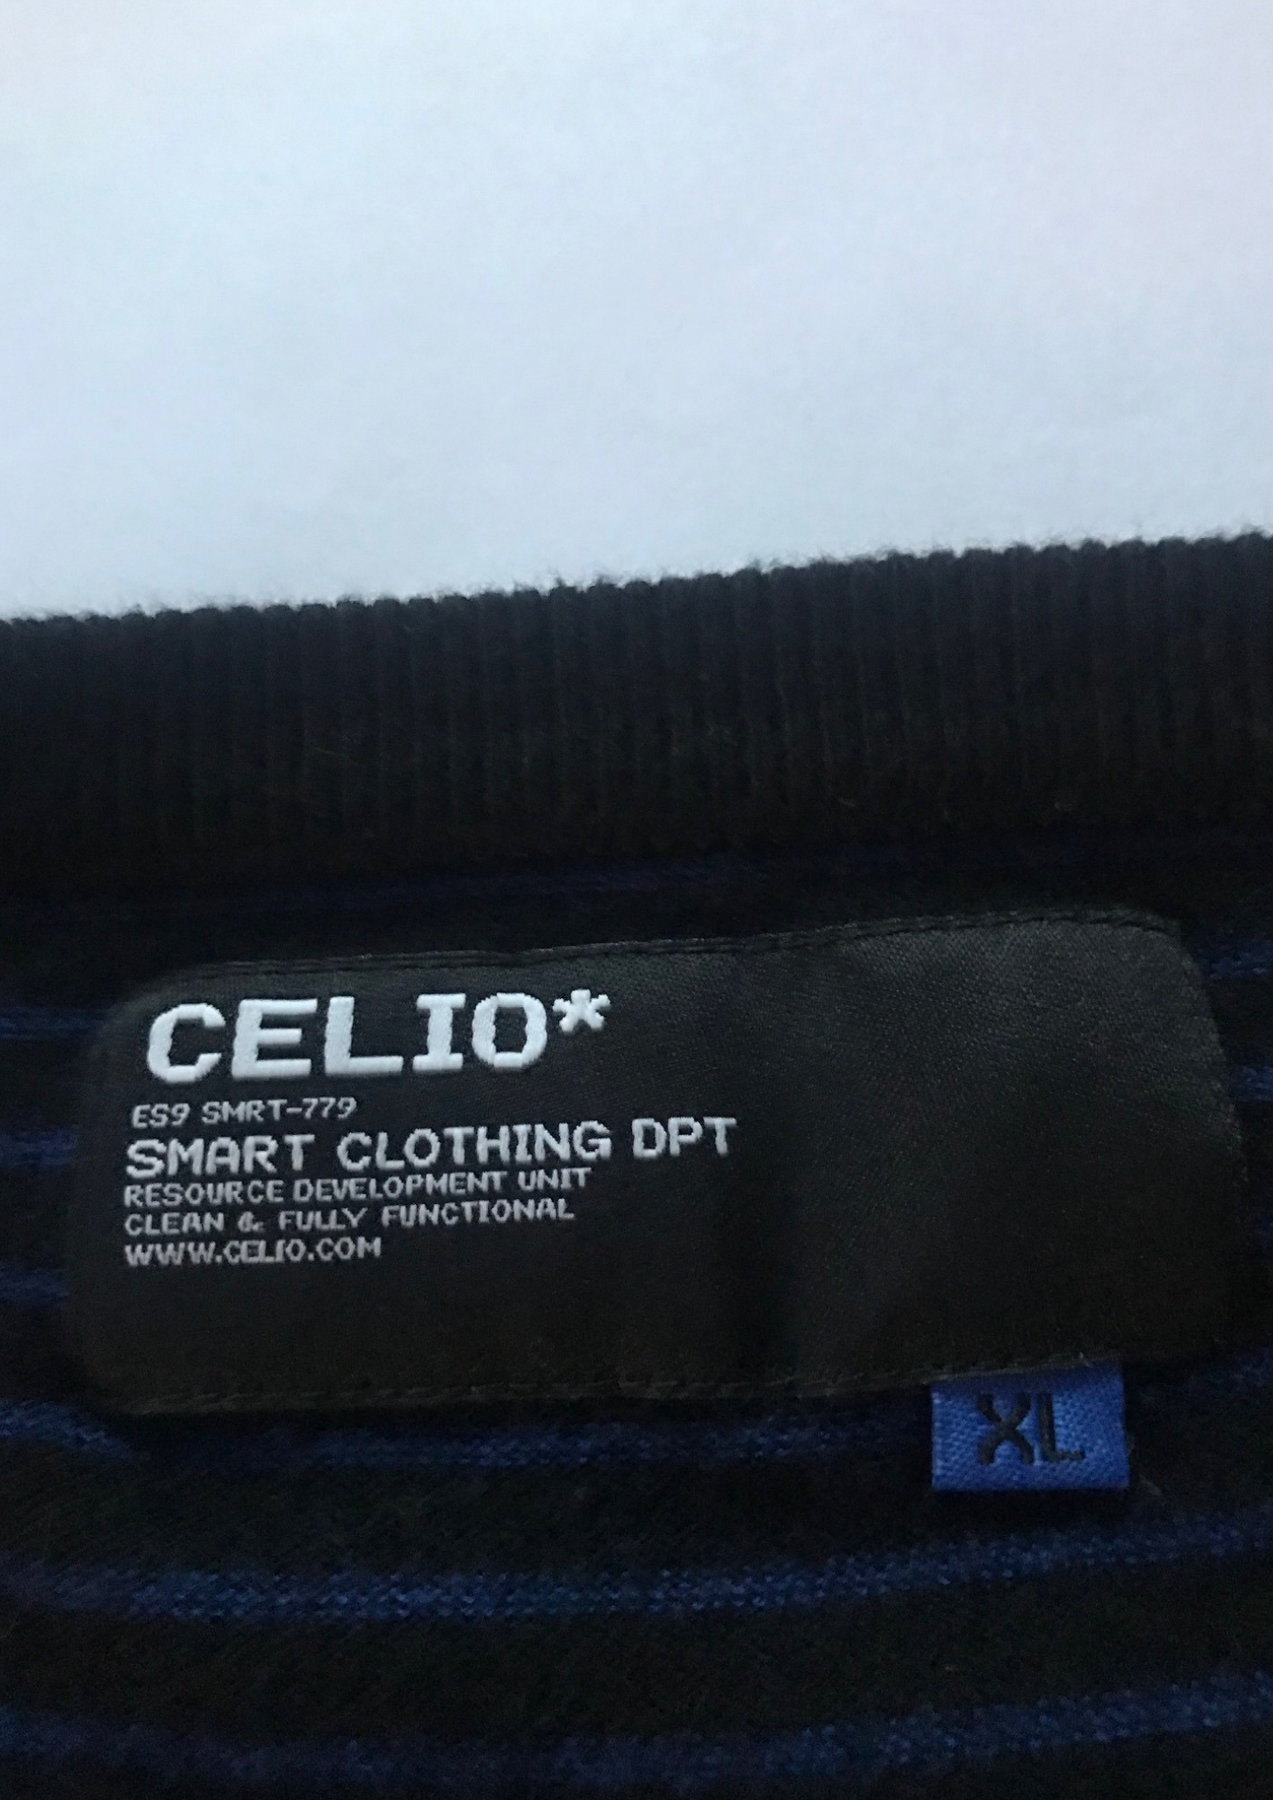 CELIO*
ES9 SMRT-779
SMART CLOTHING DPT
RESOURCE DEVELOPMENT UNIT
CLEAN & FULLY FUNCTIONAL
WWW.CELIO.COM
XL